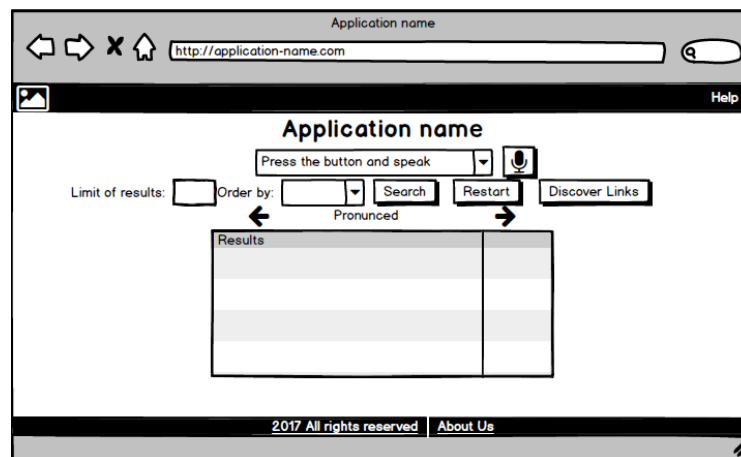 Application name
http://application-name.com
Help
Application name
Press the button and speak
Limit of results: Order by: Search Restart Discover Links
Pronunced
Results
2017 All rights reserved About Us